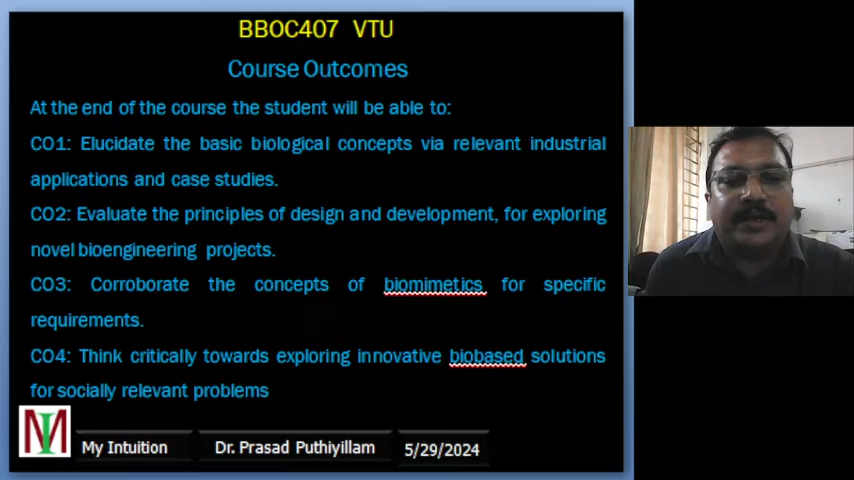 BBOC407 VTU
Course Outcomes
At the end of the course the student will be able to:
CO1: Elucidate the basic biological concepts via relevant industrial
applications and case studies.
CO2: Evaluate the principles of design and development, for exploring
novel bioengineering projects.
CO3: Corroborate the concepts of biomimetics for specific
requirements.
CO4: Think critically towards exploring innovative biobased solutions
for socially relevant problems
MI
My Intuition
Dr. Prasad Puthiyillam
5/29/2024